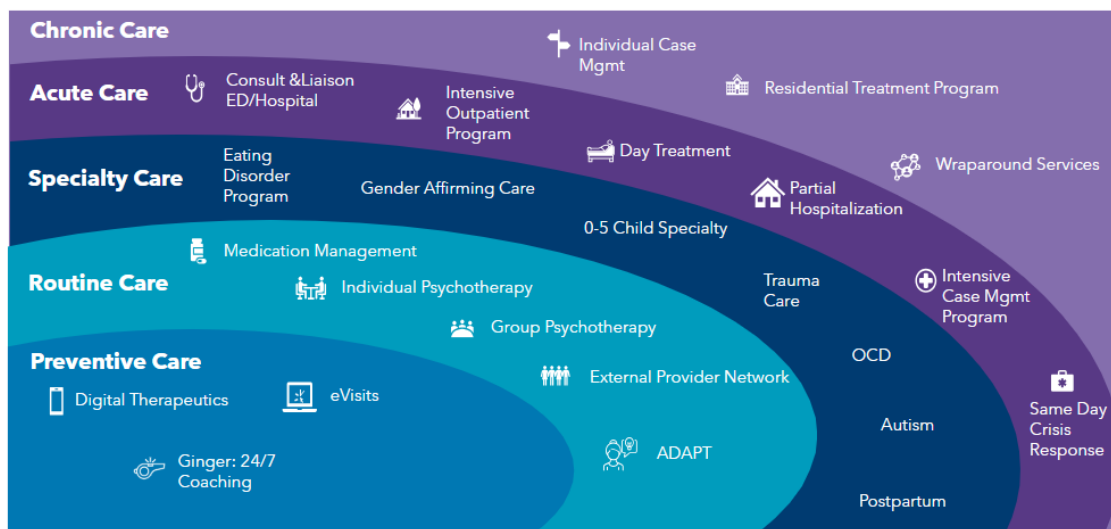 Chronic Care
Individual Case
Mgmt
Residential Treatment Program
Wraparound Services
Acute Care
Consult &Liaison
ED/Hospital
Intensive
Outpatient
Program
Day Treatment
Partial
Hospitalization
Intensive
Case Mgmt
Program
Same Day
Crisis
Response
Specialty Care
Eating
Disorder
Program
Gender Affirming Care
0-5 Child Specialty
Trauma
Care
OCD
Autism
Postpartum
Routine Care
Medication Management
Individual Psychotherapy
Group Psychotherapy
External Provider Network
ADAPT
Preventive Care
Digital Therapeutics
eVisits
Ginger: 24/7
Coaching